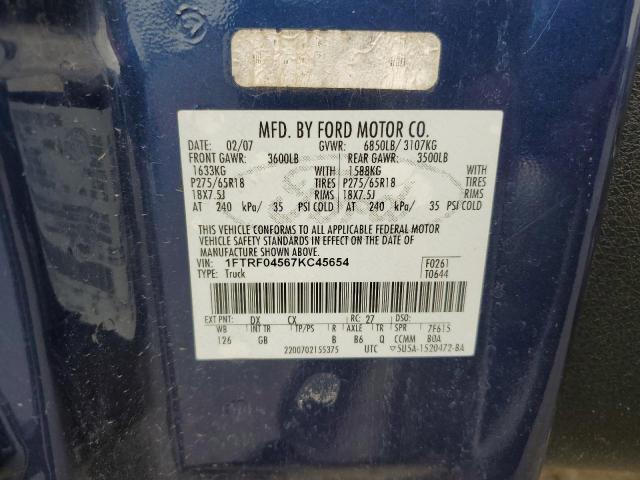 MFD. BY FORD MOTOR CO.
DATE: 02/07 GVWR: 6850LB/ 3107KG
FRONT GAWR: 3600LB REAR GAWR: 3500LB
1633KG WITH 1588KG WITH
P275/65R18 TIRES P275/65R18 TIRES
18X7.5J RIMS 18X7.5J RIMS
AT 240 kPa/ 35 PSI COLD AT 240 kPa/ 35 PSI COLD
THIS VEHICLE CONFORMS TO ALL APPLICABLE FEDERAL MOTOR
VEHICLE SAFETY STANDARDS IN EFFECT ON THE DATE OF
MANUFACTURE SHOWN ABOVE.
VIN: 1FTRF04567KC45654 F0261
TYPE: Truck T0644
EXT PNT: DX CX RC: 27 DSO:
WB INT TR TP/PS R AXLE TR SPR 7F615
126 GB B B6 Q CCMM B0A
2200702155375 UTC 5U5A-1520472-BA